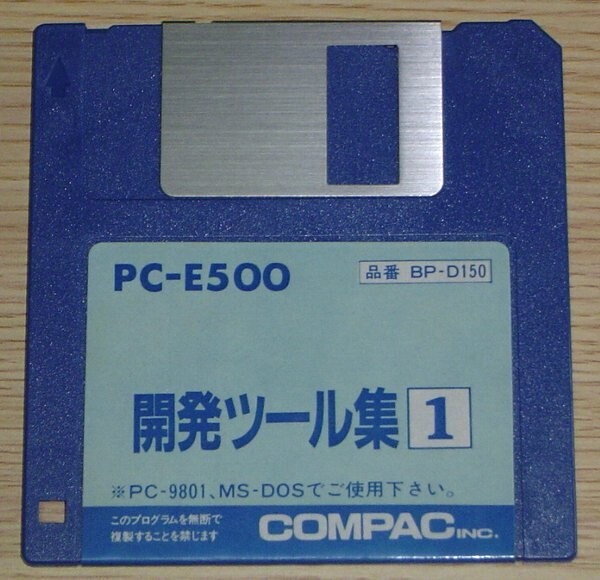 PC-E500
品番 BP-D150
開発ツール集 1
※PC-9801、MS-DOSでご使用下さい。
このプログラムを無断で
複製することを禁じます
COMPAC INC.